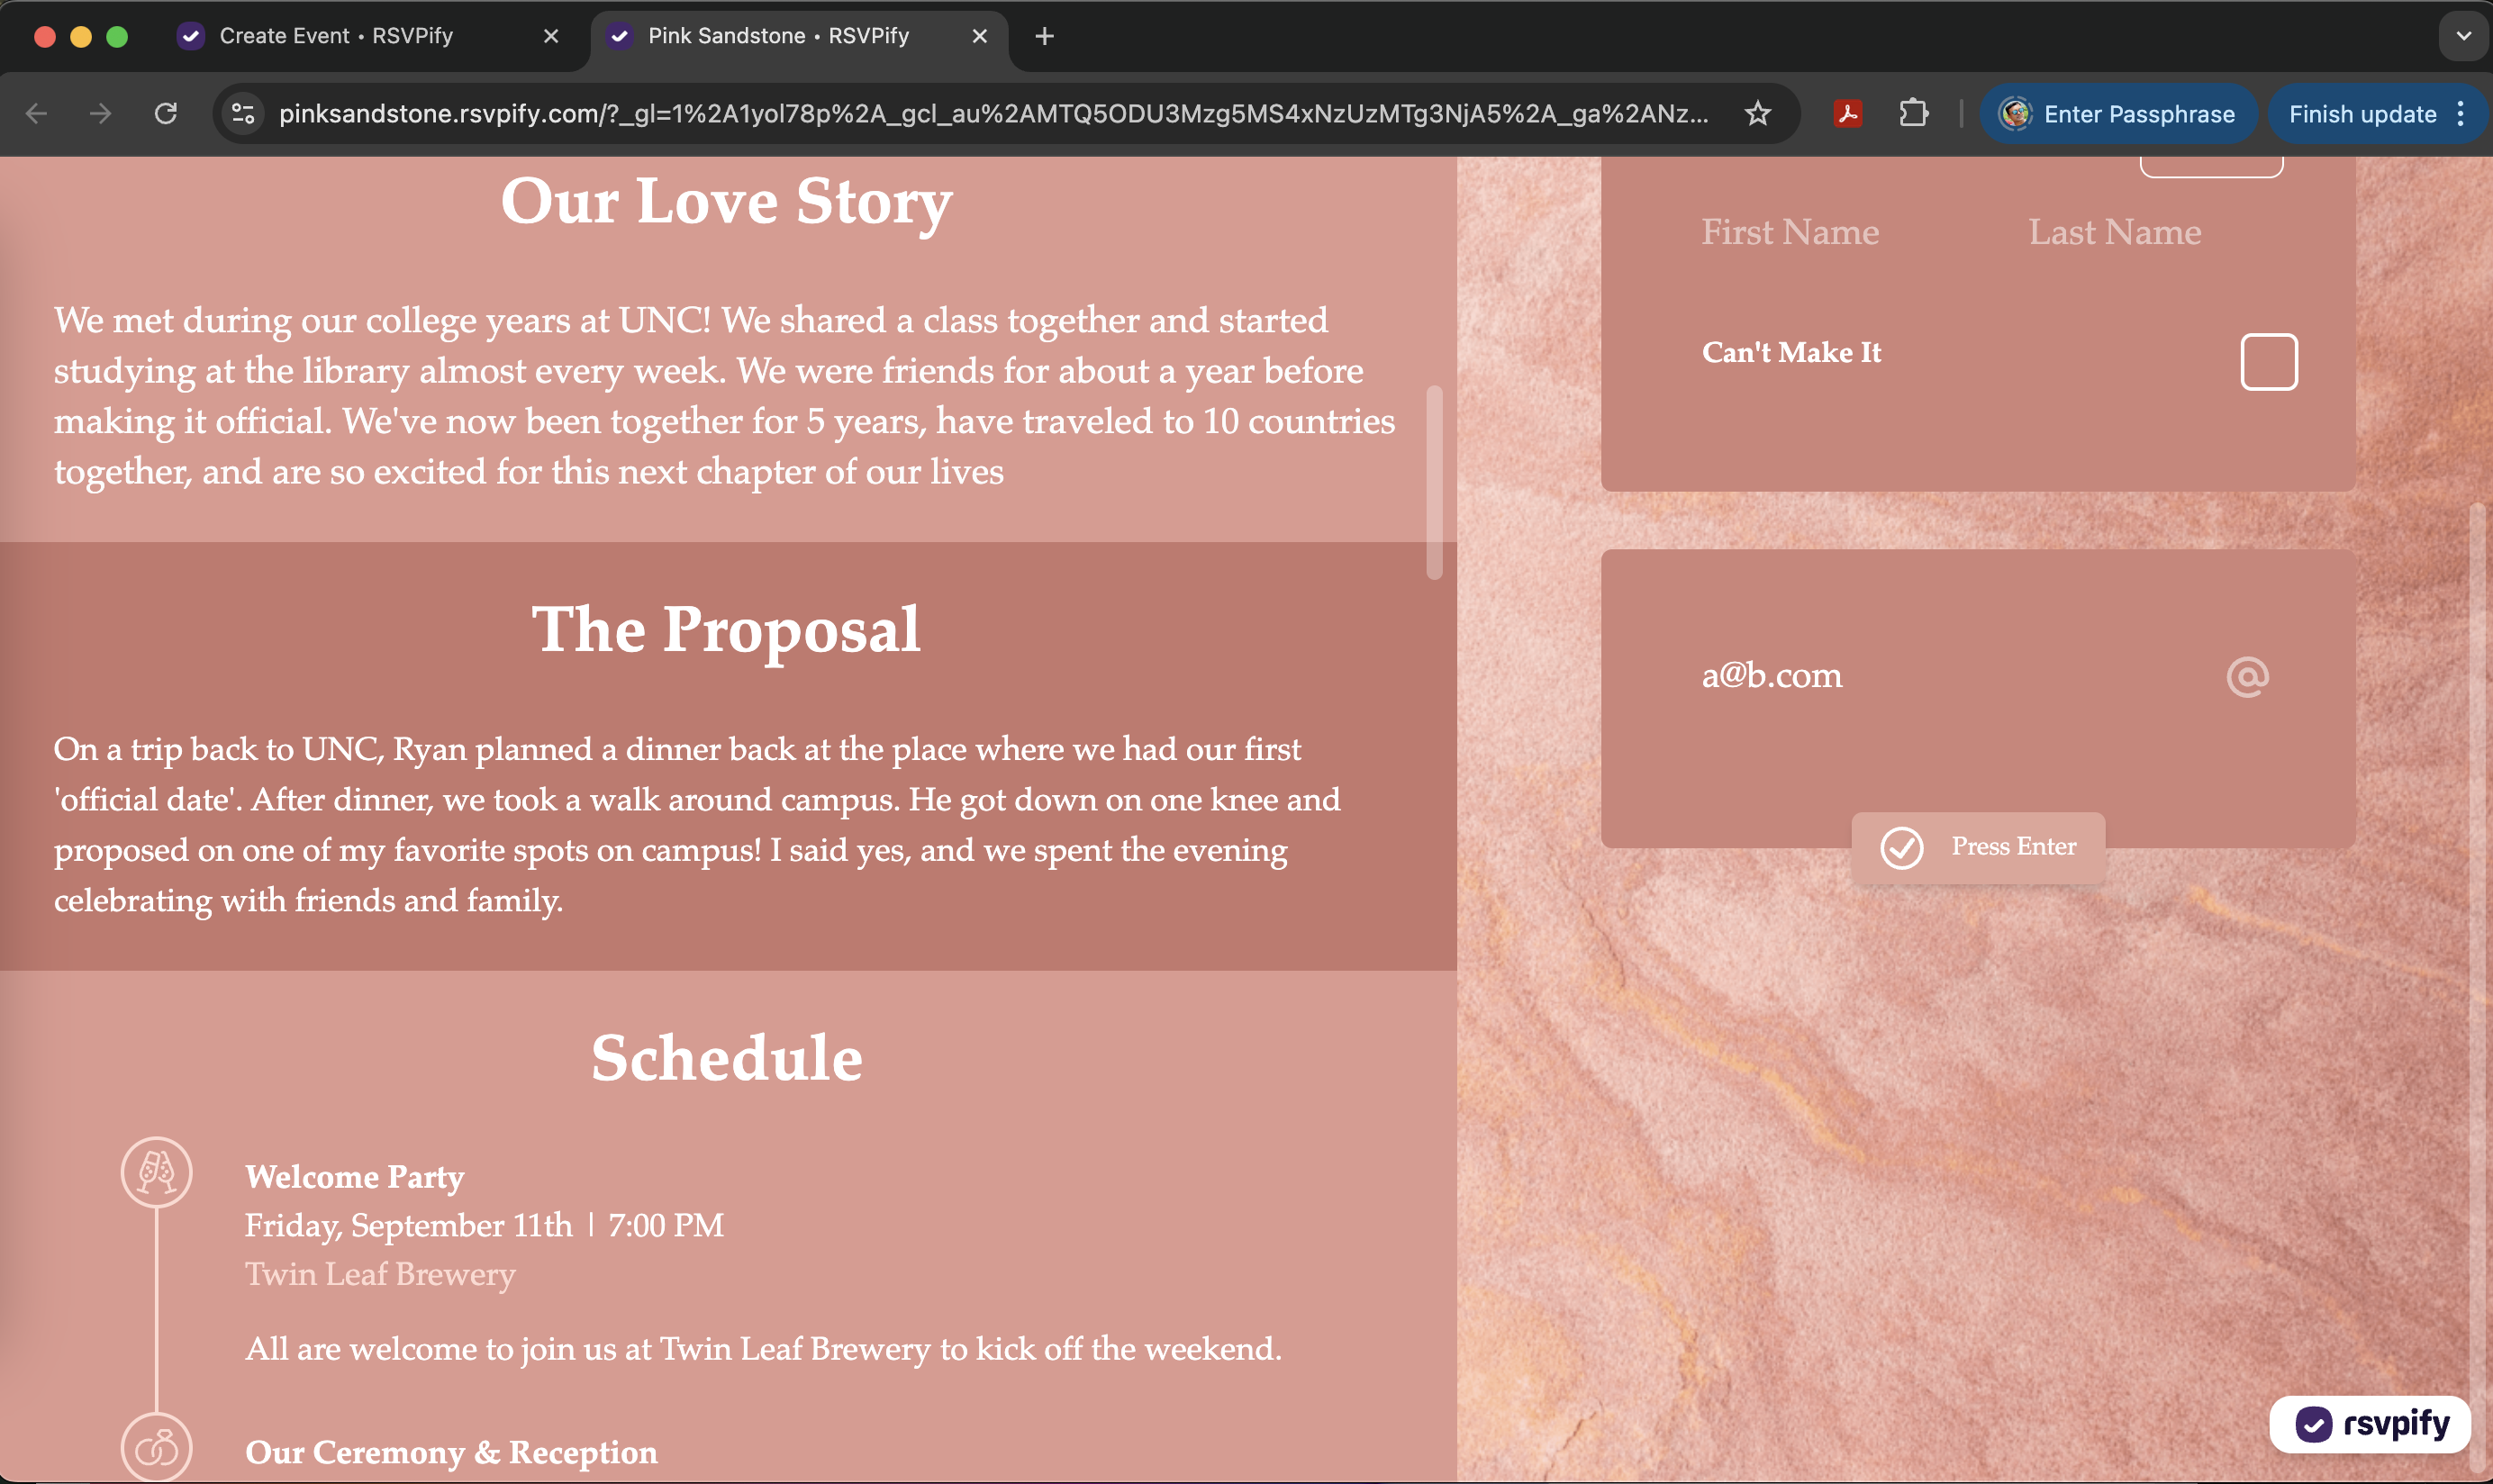 Create Event • RSVPify
Pink Sandstone • RSVPify
pinksandstone.rsvpify.com/?_gl=1%2A1yol78p%2A_gcl_au%2AMTQ5ODU3Mzg5MS4xNzUzMTg3NjA5%2A_ga%2ANz...
Enter Passphrase
Finish update
Our Love Story
We met during our college years at UNC! We shared a class together and started
studying at the library almost every week. We were friends for about a year before
making it official. We've now been together for 5 years, have traveled to 10 countries
together, and are so excited for this next chapter of our lives
The Proposal
On a trip back to UNC, Ryan planned a dinner back at the place where we had our first
'official date'. After dinner, we took a walk around campus. He got down on one knee and
proposed on one of my favorite spots on campus! I said yes, and we spent the evening
celebrating with friends and family.
Schedule
Welcome Party
Friday, September 11th | 7:00 PM
Twin Leaf Brewery
All are welcome to join us at Twin Leaf Brewery to kick off the weekend.
Our Ceremony & Reception
First Name
Last Name
Can't Make It
a@b.com
@
Press Enter
rsvpify